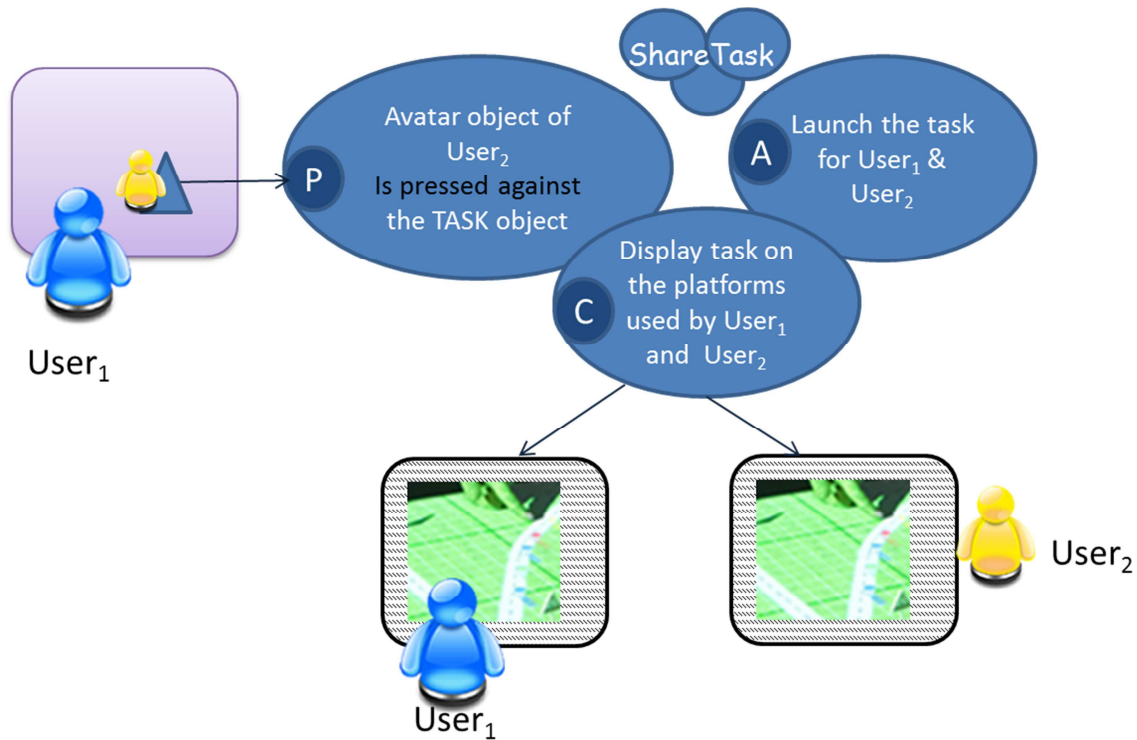 ShareTask
Avatar object of
User₂
Is pressed against
the TASK object
P
A
Launch the task
for User₁ &
User₂
Display task on
the platforms
used by User₁
and User₂
C
User₁
User₂
User₁